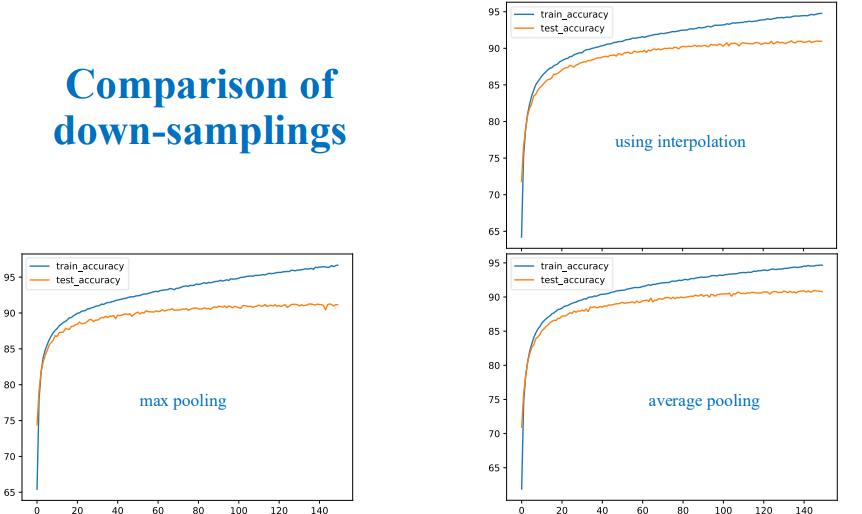 Comparison of
down-samplings
95
90
85
80
75
70
65
train_accuracy
test_accuracy
using interpolation
0 20 40 60 80 100 120 140
95
90
85
80
75
70
65
train_accuracy
test_accuracy
max pooling
0 20 40 60 80 100 120 140
95
90
85
80
75
70
65
train_accuracy
test_accuracy
average pooling